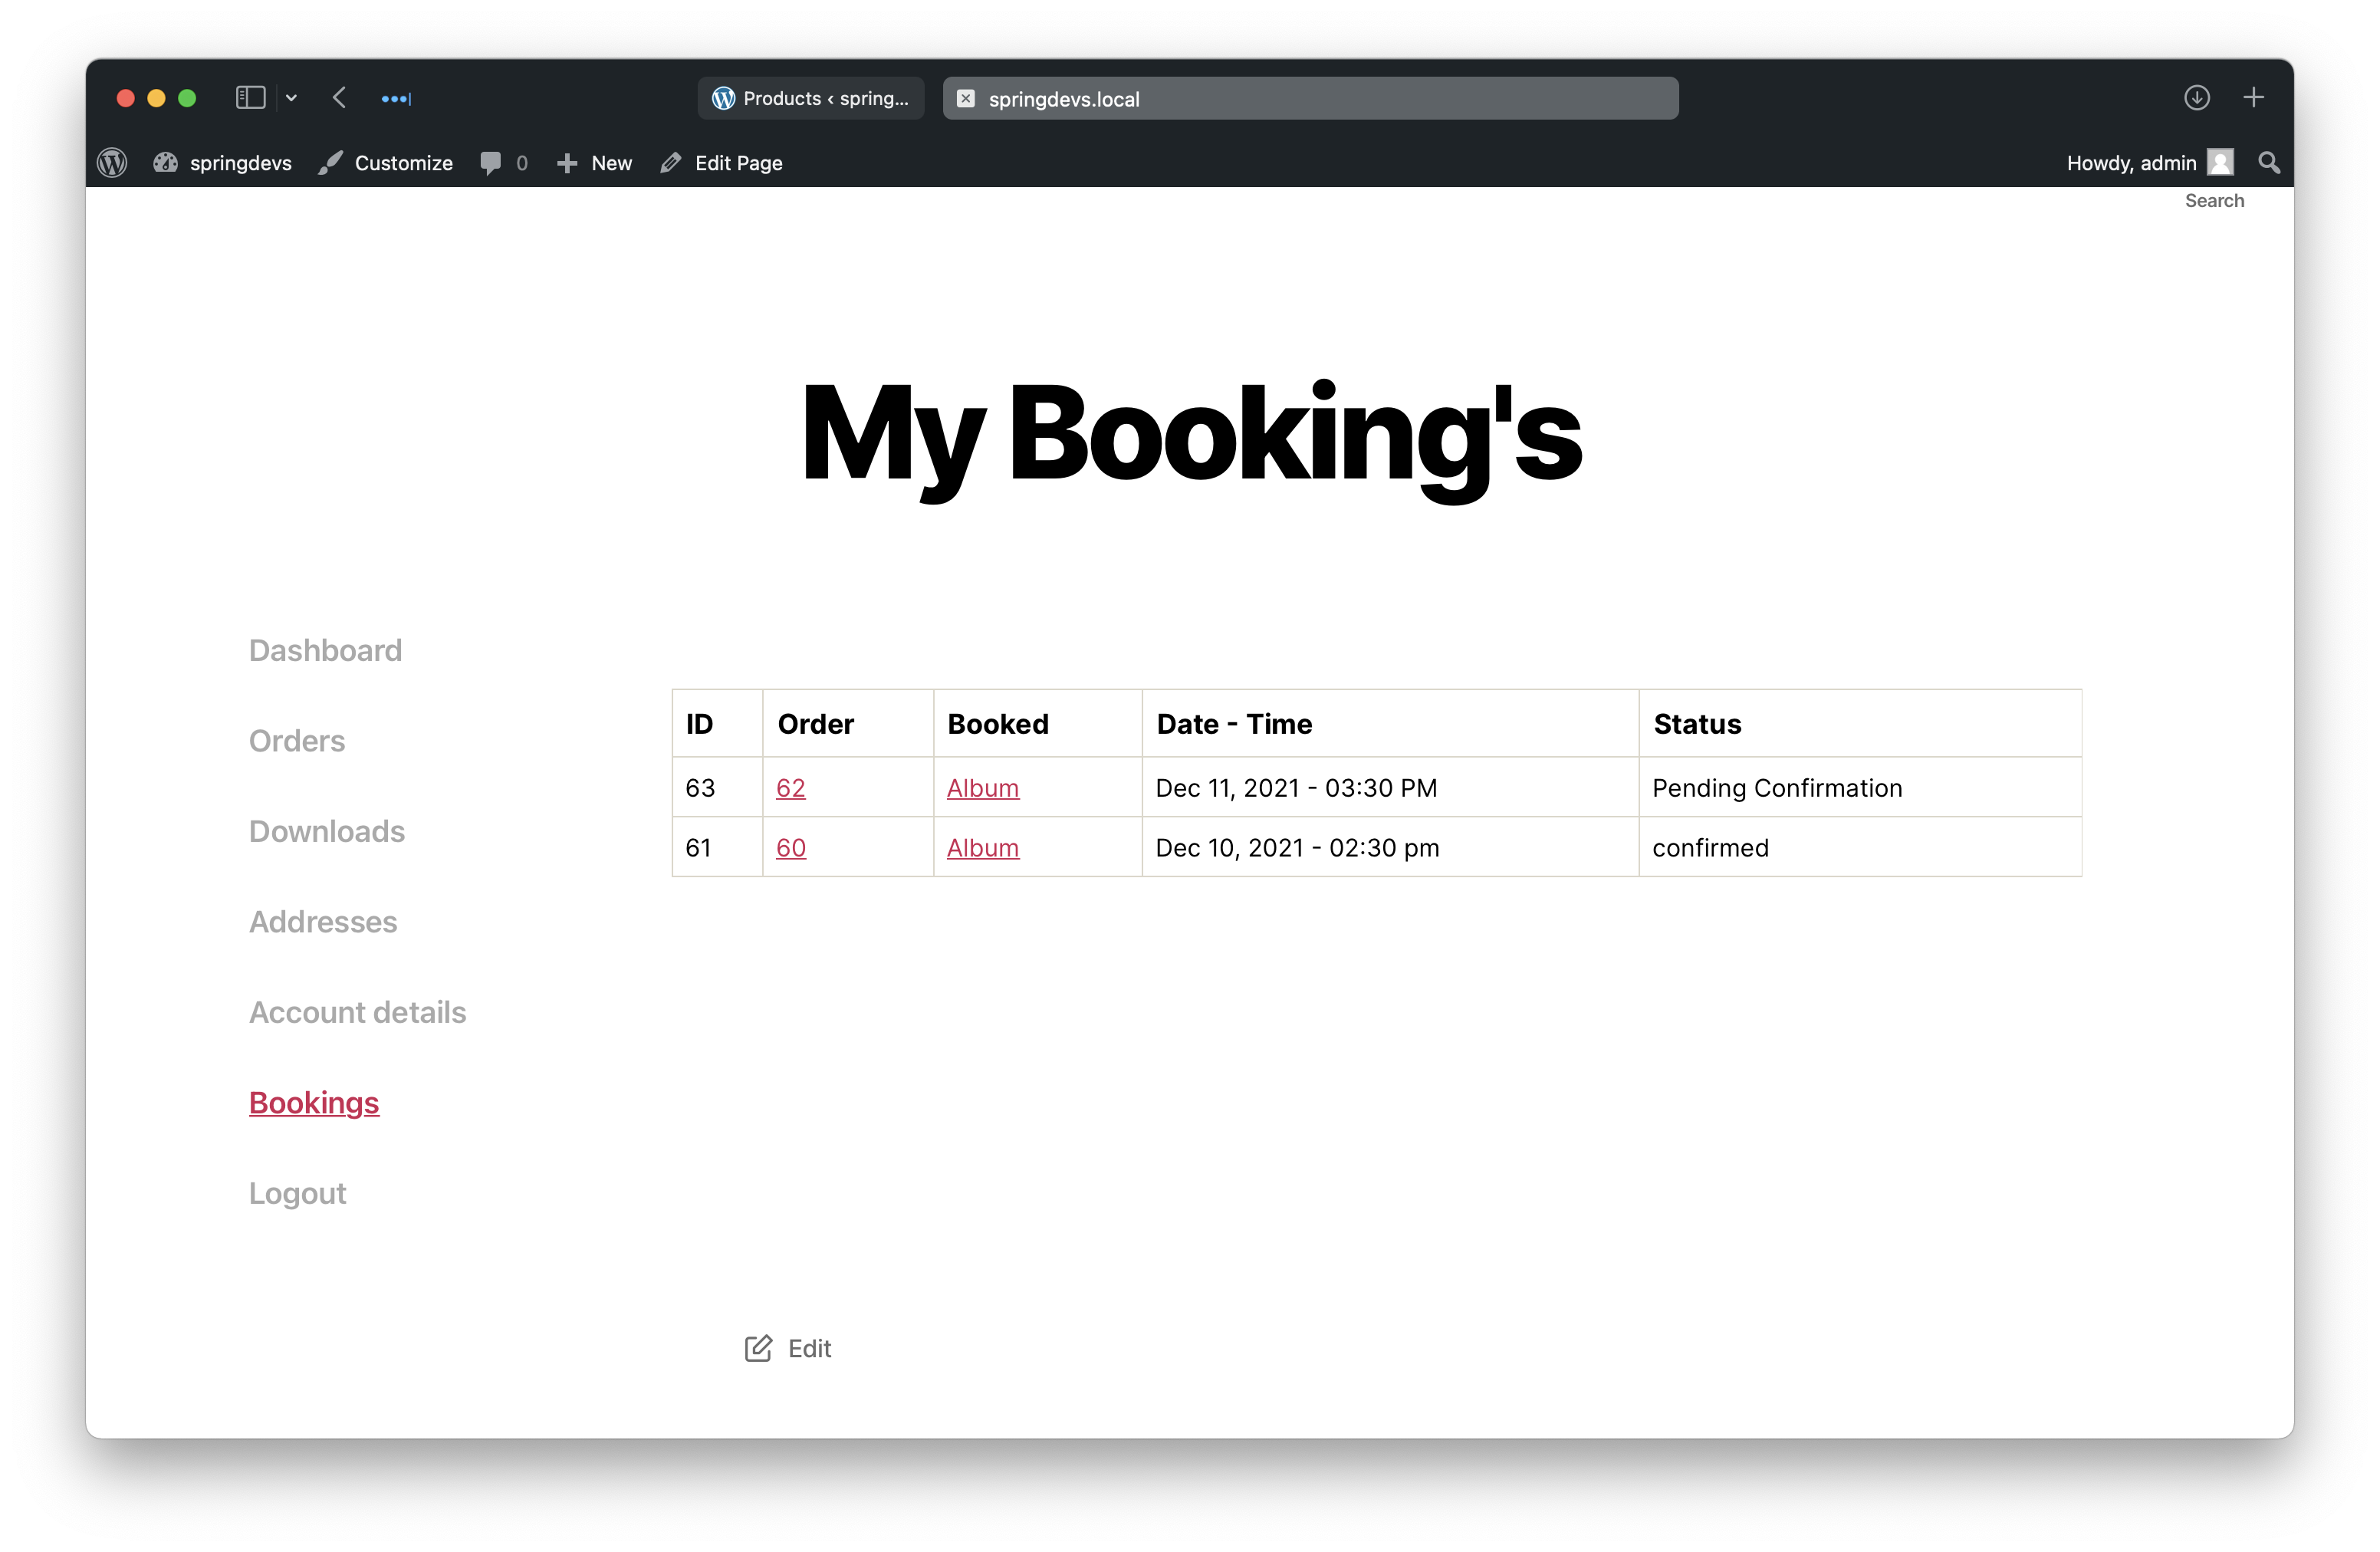 Products ‹ spring...
springdevs.local
springdevs Customize 0 New Edit Page Howdy, admin
Search
My Booking's
Dashboard
Orders
Downloads
Addresses
Account details
Bookings
Logout
ID Order Booked Date - Time Status
63 62 Album Dec 11, 2021 - 03:30 PM Pending Confirmation
61 60 Album Dec 10, 2021 - 02:30 pm confirmed
Edit